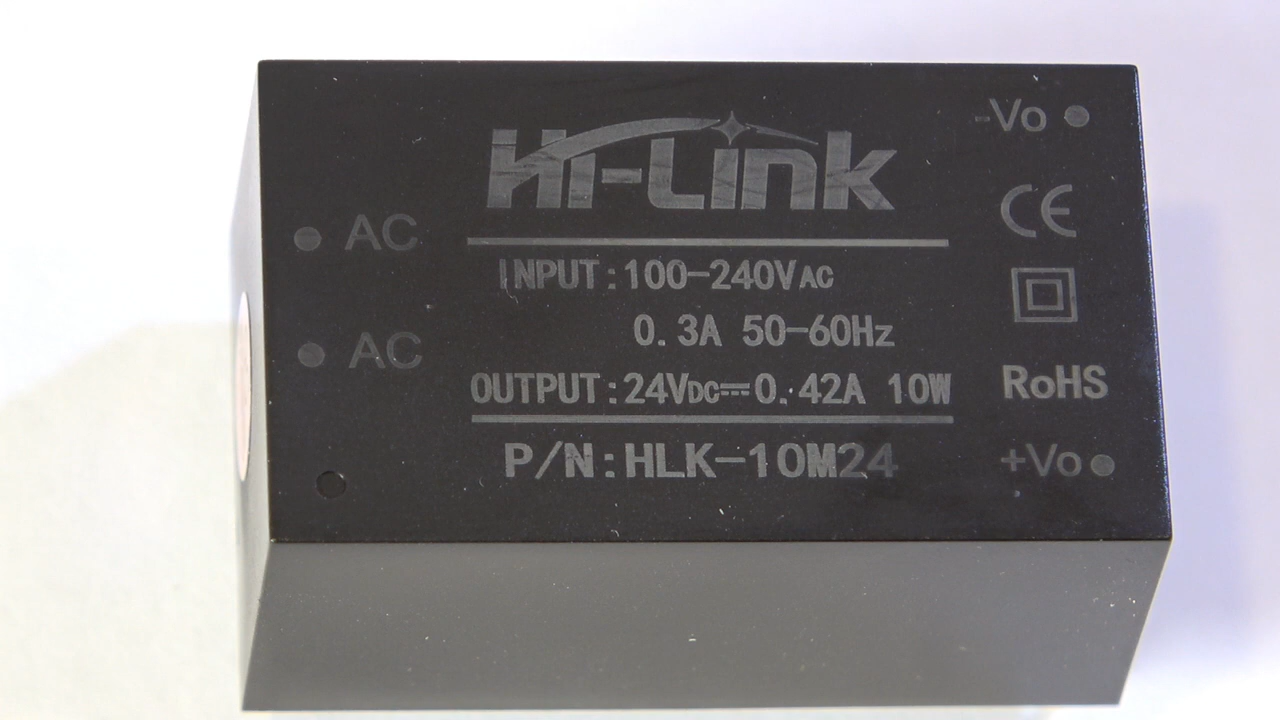 Hi-Link
-Vo
CE
AC
INPUT:100-240VAC
0.3A 50-60Hz
AC
OUTPUT:24VDC⎓0.42A 10W
RoHS
P/N:HLK-10M24
+Vo